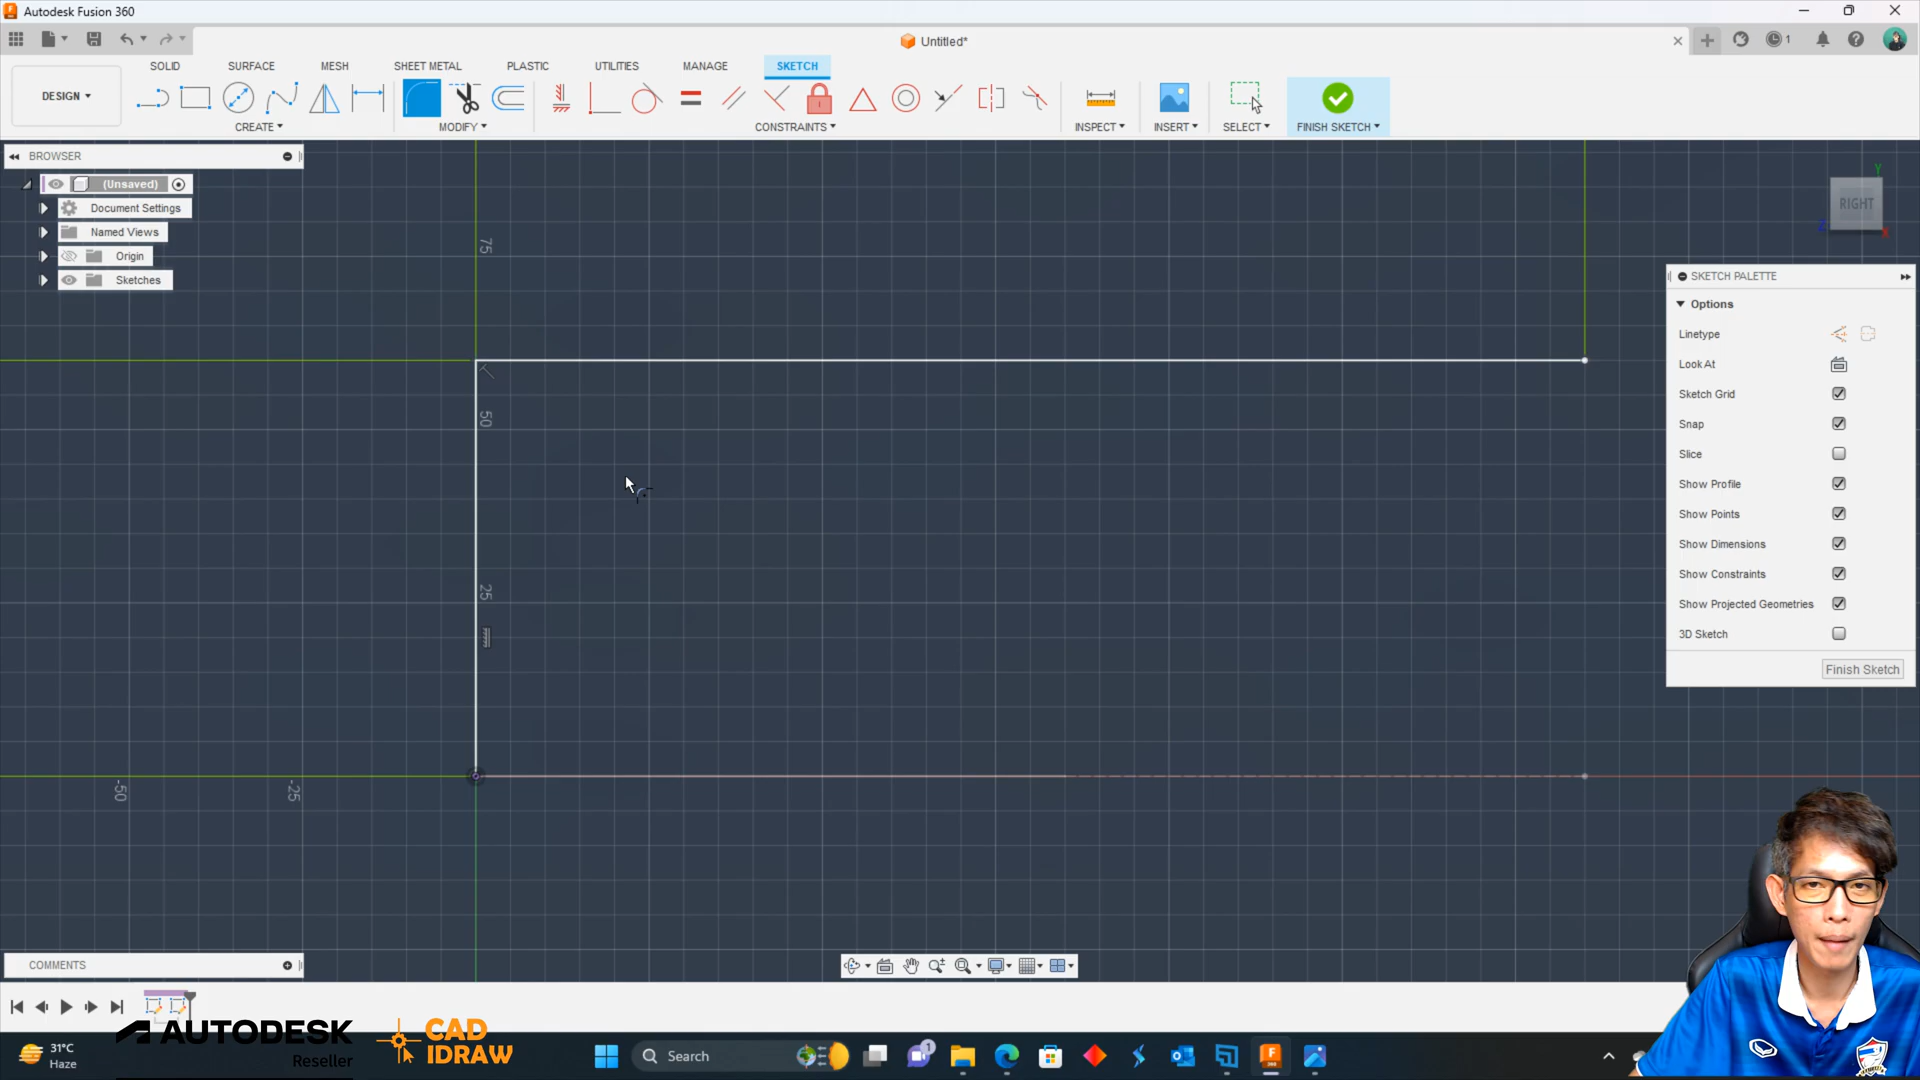 Autodesk Fusion 360
Untitled*
1
DESIGN
SOLID
SURFACE
MESH
SHEET METAL
PLASTIC
UTILITIES
MANAGE
SKETCH
CREATE
MODIFY
CONSTRAINTS
INSPECT
INSERT
SELECT
FINISH SKETCH
BROWSER
(Unsaved)
Document Settings
Named Views
Origin
Sketches
75
50
25
-50
-25
Y
RIGHT
Z
X
SKETCH PALETTE
Options
Linetype
Look At
Sketch Grid
Snap
Slice
Show Profile
Show Points
Show Dimensions
Show Constraints
Show Projected Geometries
3D Sketch
Finish Sketch
COMMENTS
AUTODESK
Reseller
CAD
IDRAW
31°C
Haze
Search
1